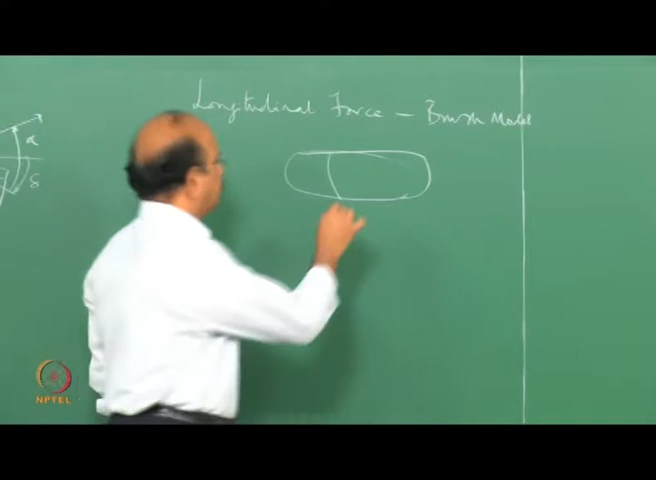 Longitudinal Force – Brush Model
α
δ
NPTEL